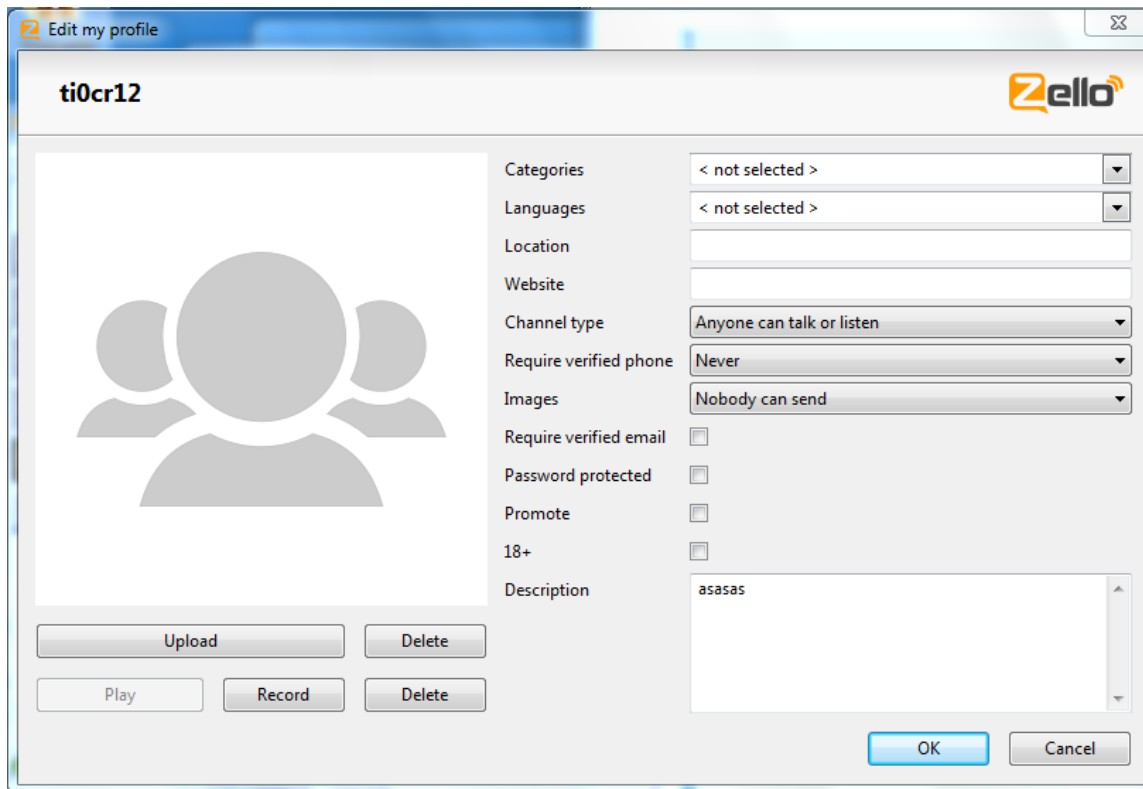 Edit my profile
ti0cr12
Zello
Categories < not selected >
Languages < not selected >
Location
Website
Channel type Anyone can talk or listen
Require verified phone Never
Images Nobody can send
Require verified email
Password protected
Promote
18+
Description asasas
Upload Delete
Play Record Delete
OK Cancel